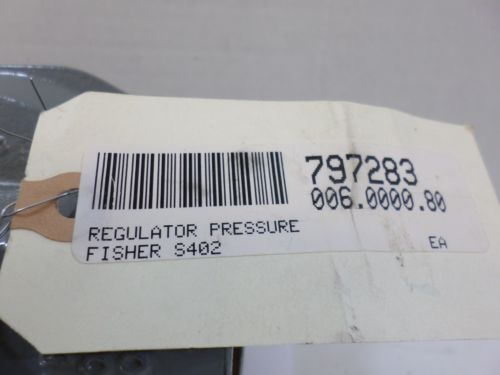 797283
006.0000.80
REGULATOR PRESSURE
FISHER S402
EA